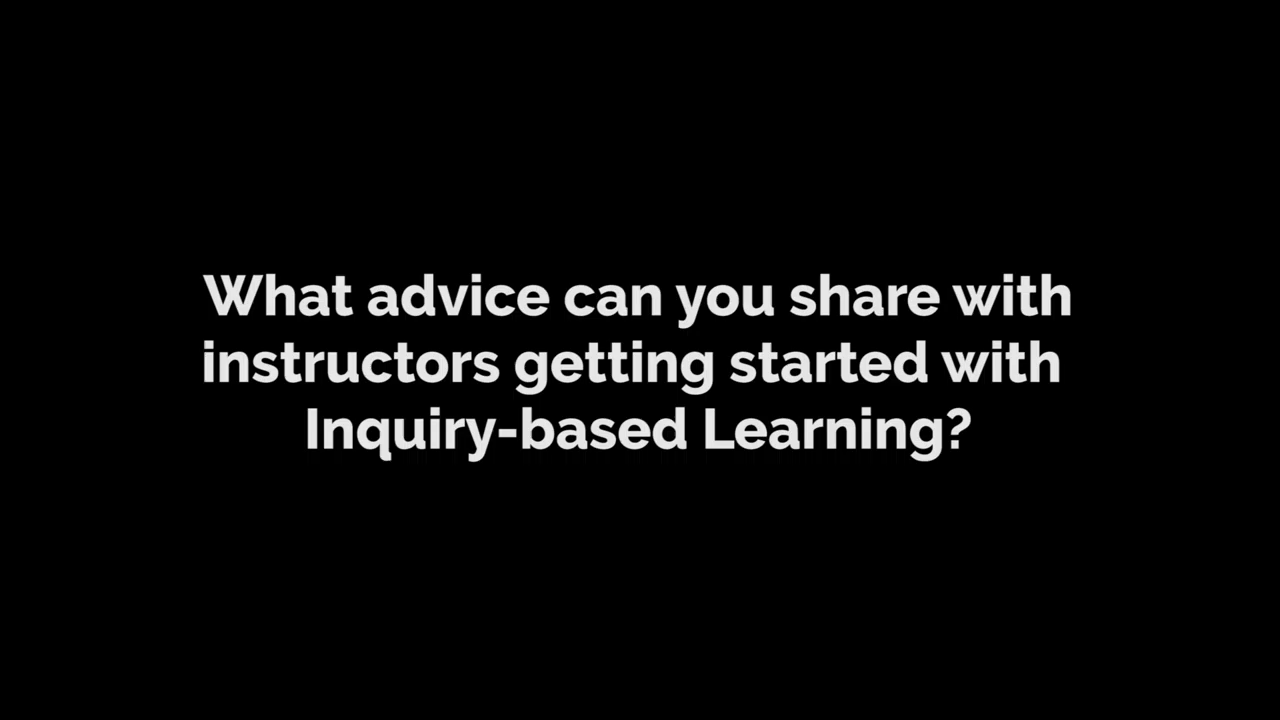 What advice can you share with
instructors getting started with
Inquiry-based Learning?